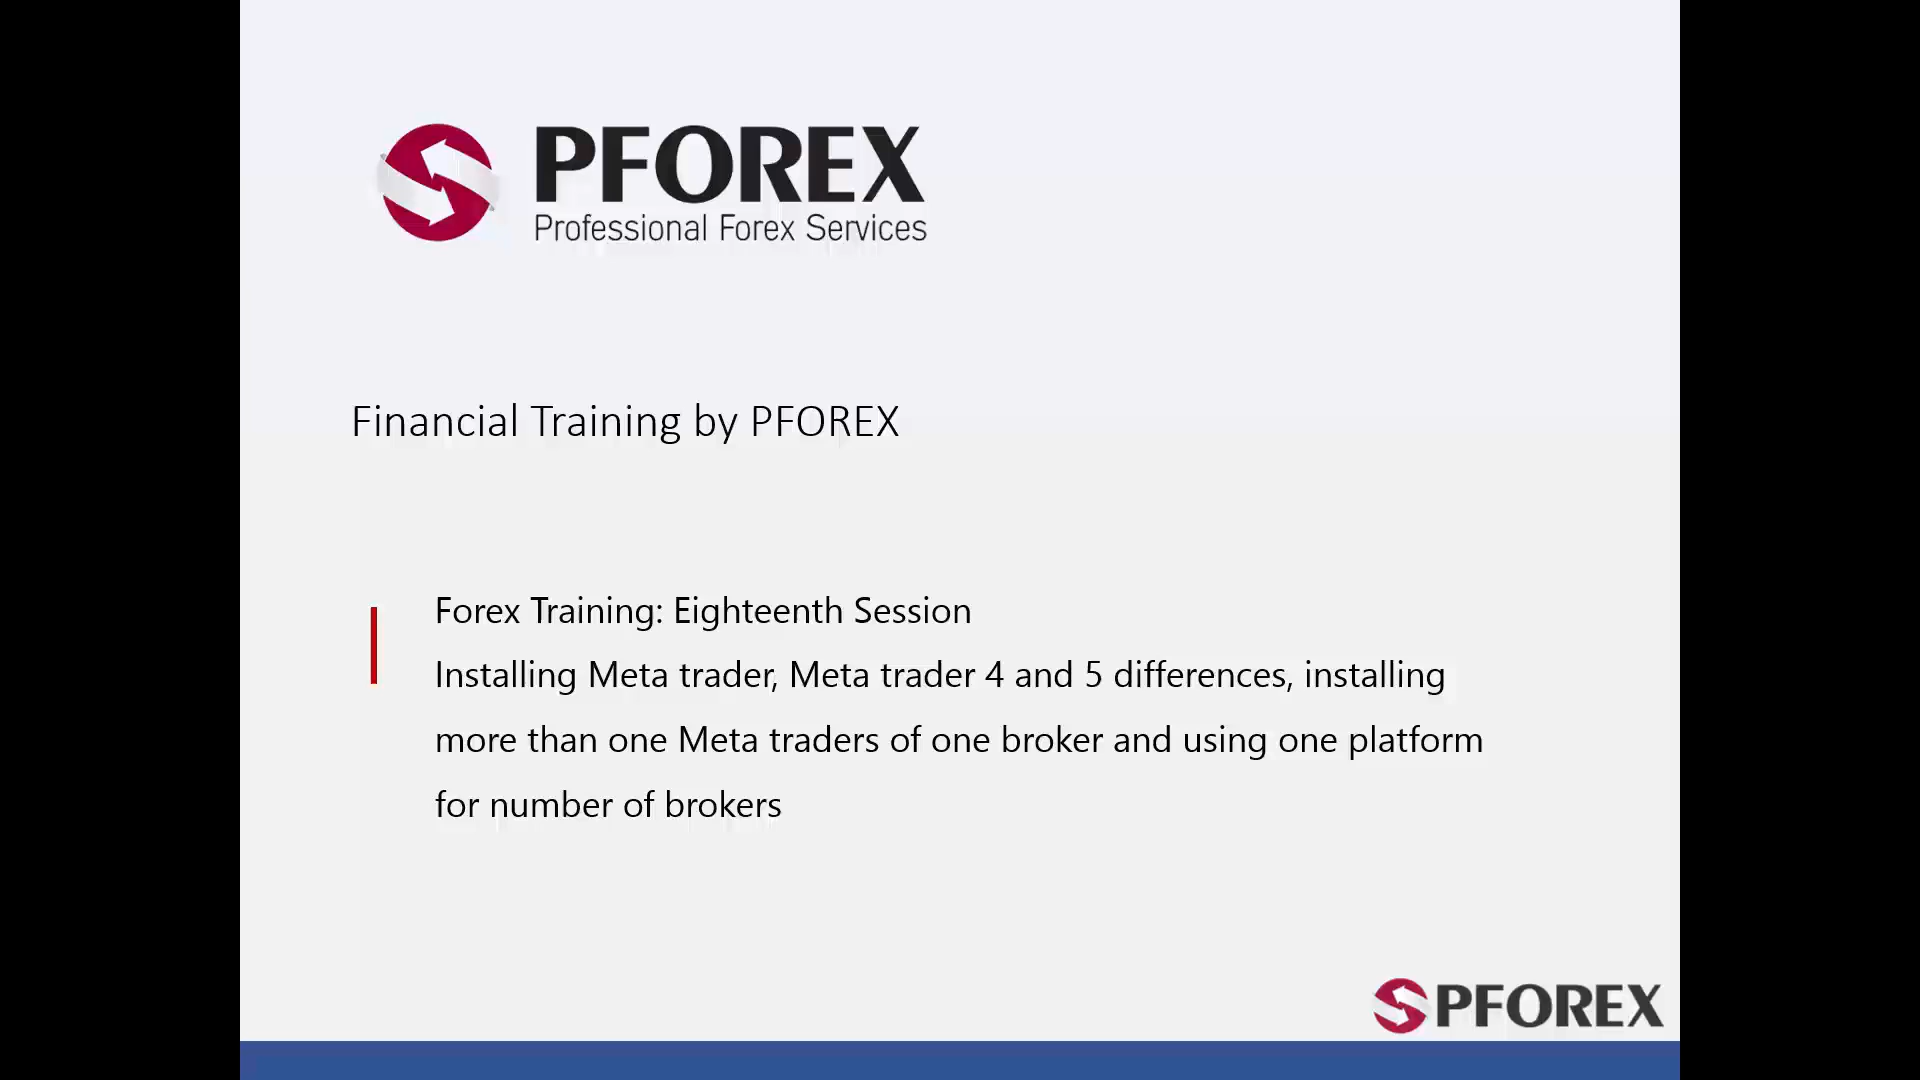 PFOREX
Professional Forex Services
Financial Training by PFOREX
Forex Training: Eighteenth Session
Installing Meta trader, Meta trader 4 and 5 differences, installing
more than one Meta traders of one broker and using one platform
for number of brokers
PFOREX